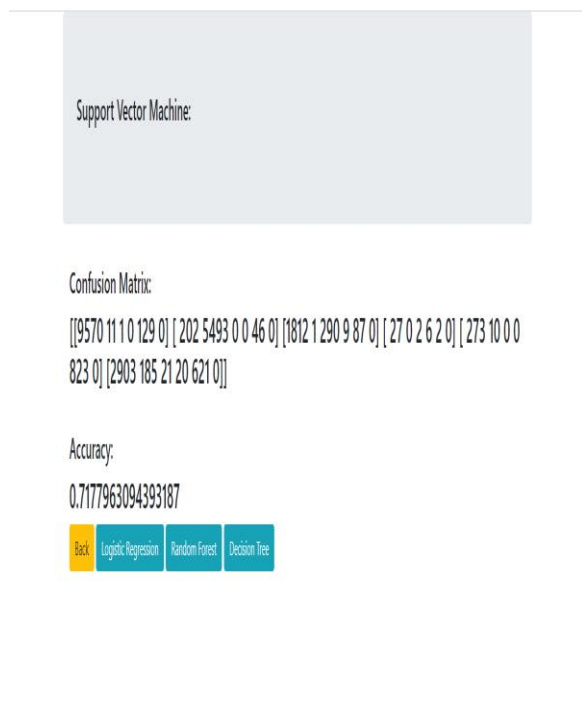 Support Vector Machine:
Confusion Matrix:
[[9570 11 1 0 129 0] [ 202 5493 0 0 46 0] [1812 1 290 9 87 0] [ 27 0 2 6 2 0] [ 273 10 0 0
823 0] [2903 185 21 20 621 0]]
Accuracy:
0.7177963094393187
Back Logistic Regression Random Forest Decision Tree